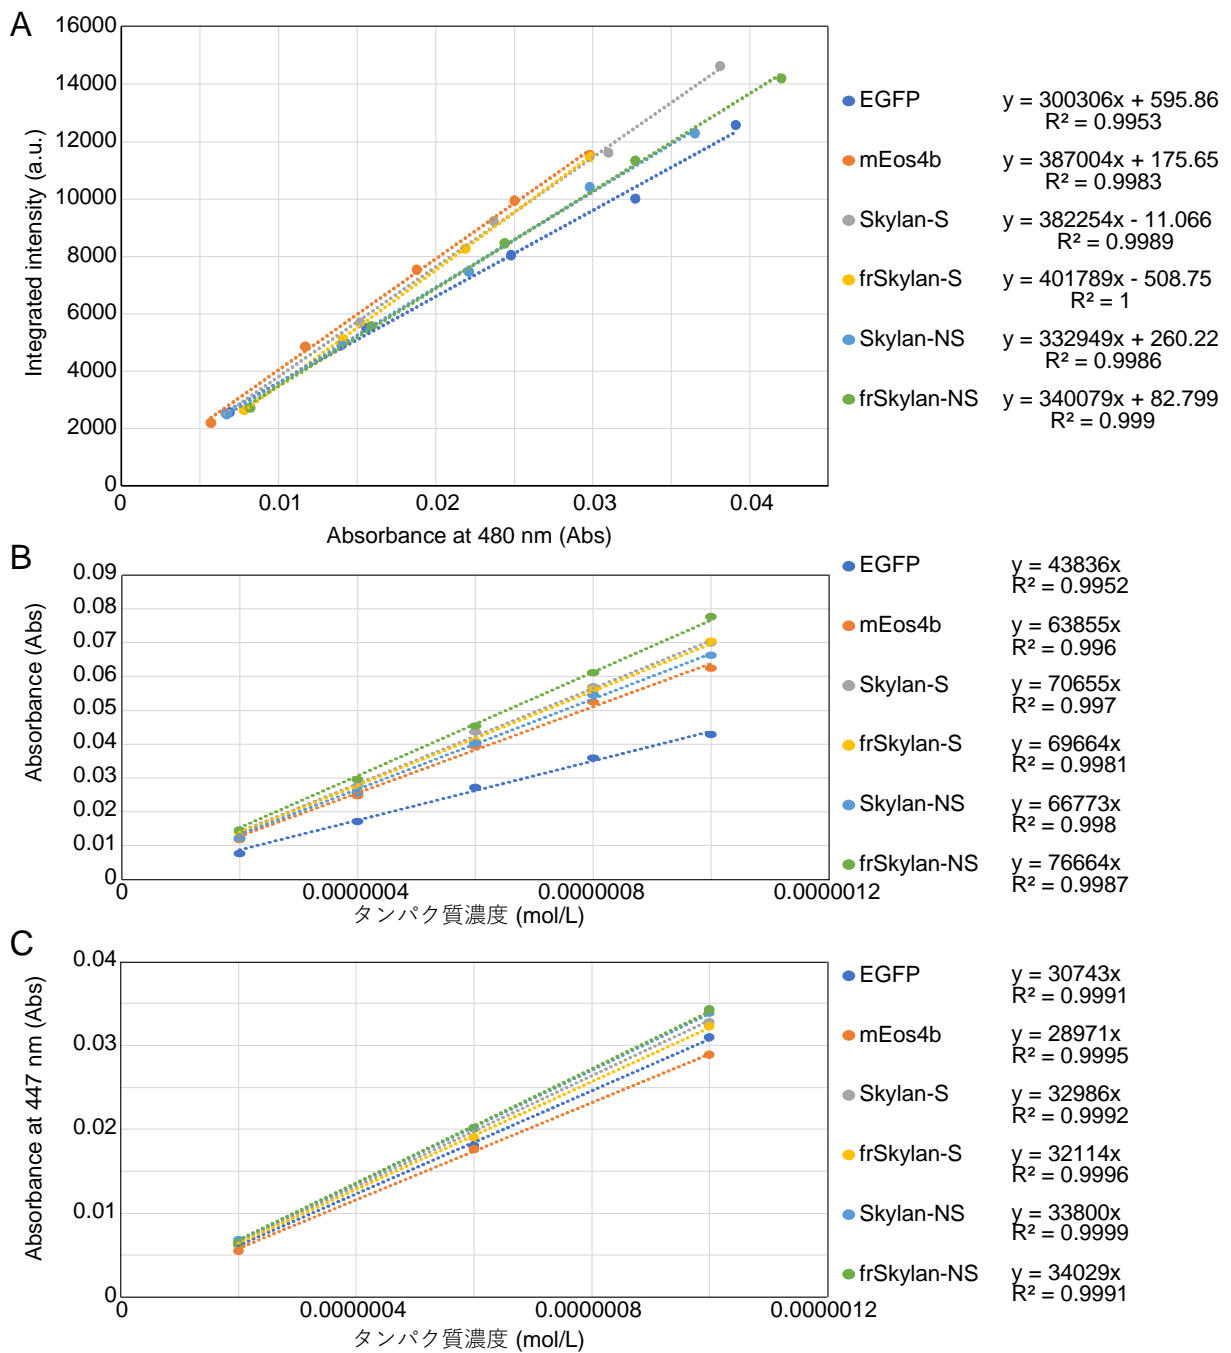 A
16000
14000
12000
10000
8000
6000
4000
2000
0
Integrated intensity (a.u.)
0 0.01 0.02 0.03 0.04
Absorbance at 480 nm (Abs)
EGFP y = 300306x + 595.86
R² = 0.9953
mEos4b y = 387004x + 175.65
R² = 0.9983
Skylan-S y = 382254x - 11.066
R² = 0.9989
frSkylan-S y = 401789x - 508.75
R² = 1
Skylan-NS y = 332949x + 260.22
R² = 0.9986
frSkylan-NS y = 340079x + 82.799
R² = 0.999
B
0.09
0.08
0.07
0.06
0.05
0.04
0.03
0.02
0.01
0
Absorbance (Abs)
0 0.0000004 0.0000008 0.0000012
タンパク質濃度 (mol/L)
EGFP y = 43836x
R² = 0.9952
mEos4b y = 63855x
R² = 0.996
Skylan-S y = 70655x
R² = 0.997
frSkylan-S y = 69664x
R² = 0.9981
Skylan-NS y = 66773x
R² = 0.998
frSkylan-NS y = 76664x
R² = 0.9987
C
0.04
0.03
0.02
0.01
0
Absorbance at 447 nm (Abs)
0 0.0000004 0.0000008 0.0000012
タンパク質濃度 (mol/L)
EGFP y = 30743x
R² = 0.9991
mEos4b y = 28971x
R² = 0.9995
Skylan-S y = 32986x
R² = 0.9992
frSkylan-S y = 32114x
R² = 0.9996
Skylan-NS y = 33800x
R² = 0.9999
frSkylan-NS y = 34029x
R² = 0.9991